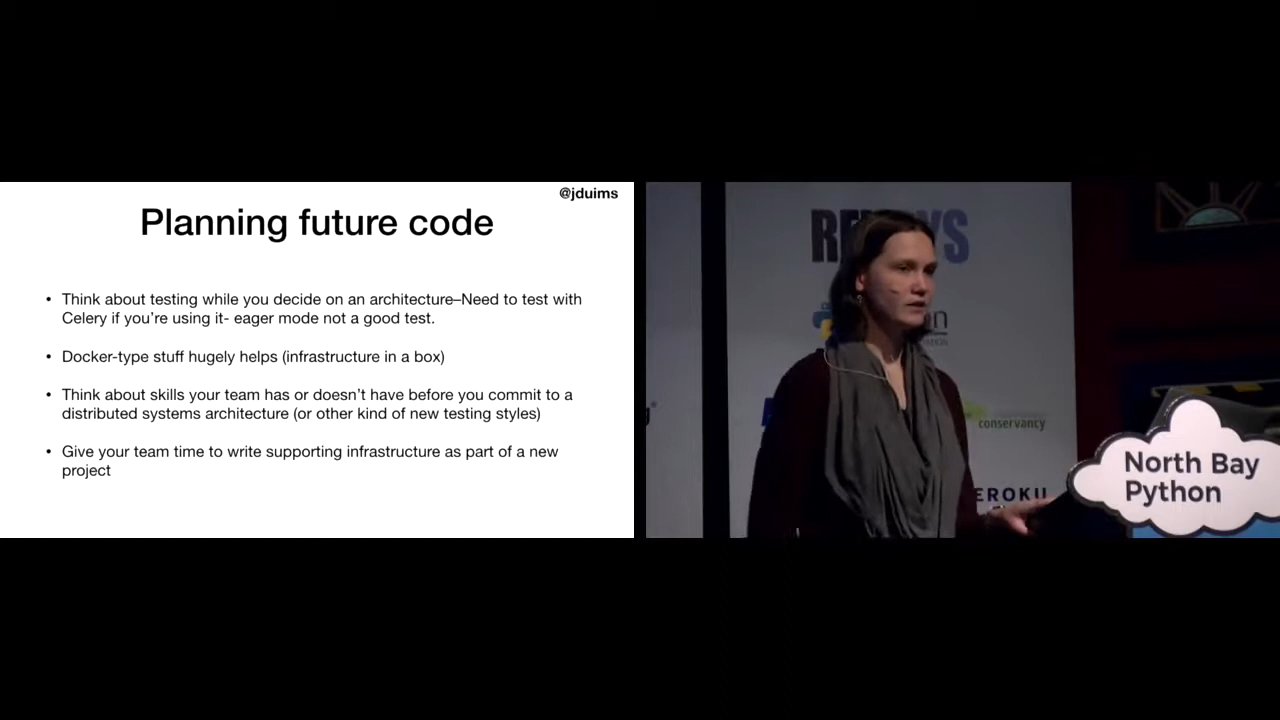 @jduims
Planning future code
• Think about testing while you decide on an architecture–Need to test with
Celery if you’re using it- eager mode not a good test.
• Docker-type stuff hugely helps (infrastructure in a box)
• Think about skills your team has or doesn’t have before you commit to a
distributed systems architecture (or other kind of new testing styles)
• Give your team time to write supporting infrastructure as part of a new
project
conservancy
EROKU
North Bay
Python